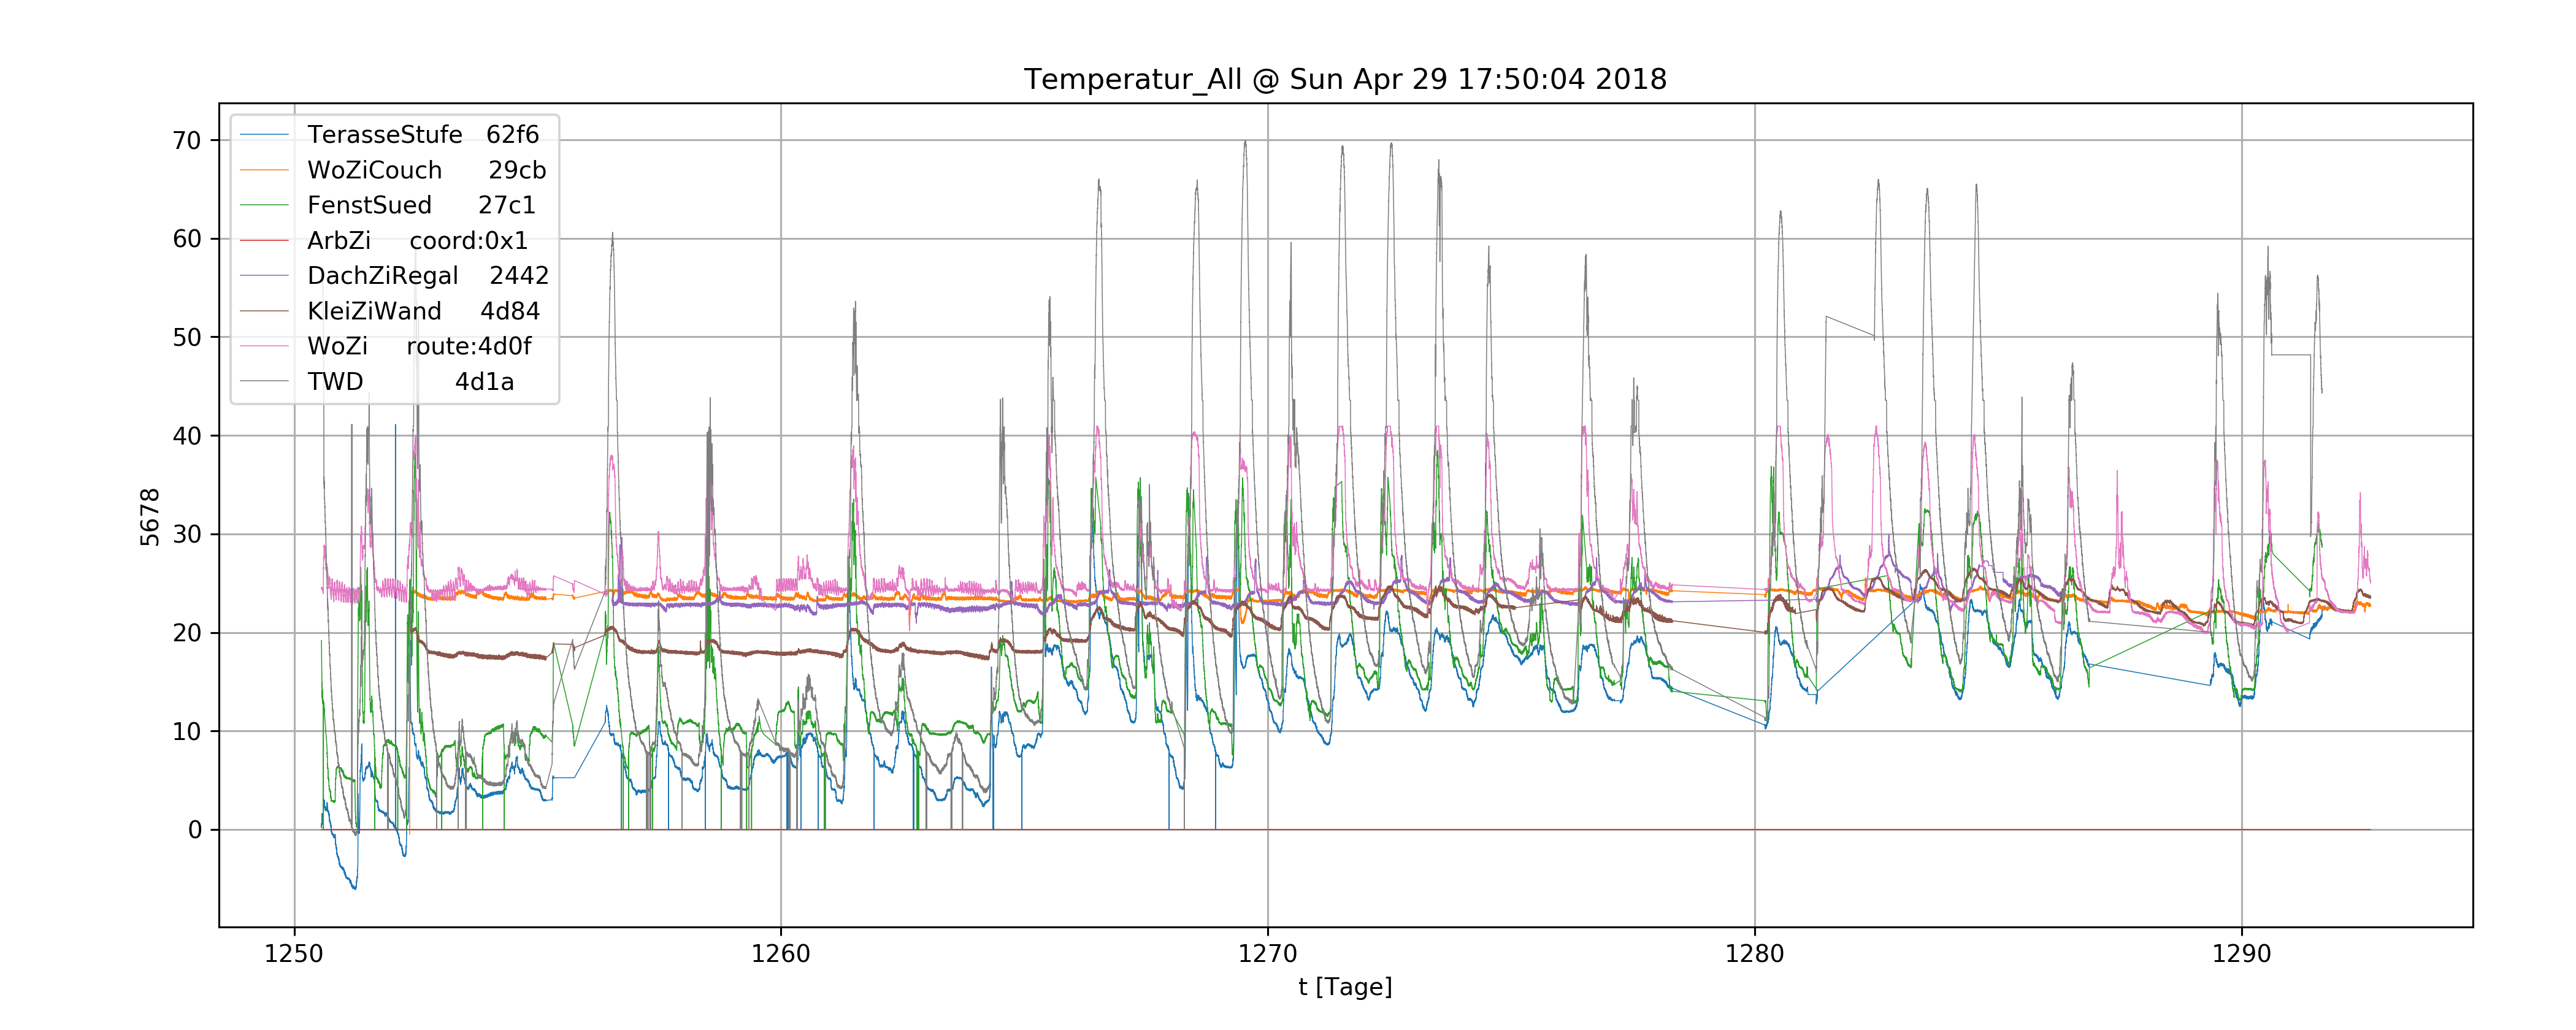 Temperatur_All @ Sun Apr 29 17:50:04 2018
TerasseStufe 62f6
WoZiCouch 29cb
FenstSued 27c1
ArbZi coord:0x1
DachZiRegal 2442
KleiZiWand 4d84
WoZi route:4d0f
TWD 4d1a
70
60
50
40
30
20
10
0
5678
1250 1260 1270 1280 1290
t [Tage]